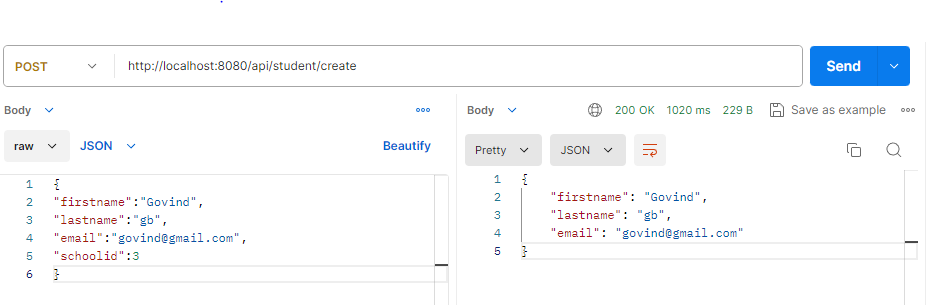 POST http://localhost:8080/api/student/create Send
Body
raw JSON Beautify
1 {
2 "firstname":"Govind",
3 "lastname":"gb",
4 "email":"govind@gmail.com",
5 "schoolid":3
6 }
Body 200 OK 1020 ms 229 B Save as example
Pretty JSON
1 {
2 "firstname": "Govind",
3 "lastname": "gb",
4 "email": "govind@gmail.com"
5 }